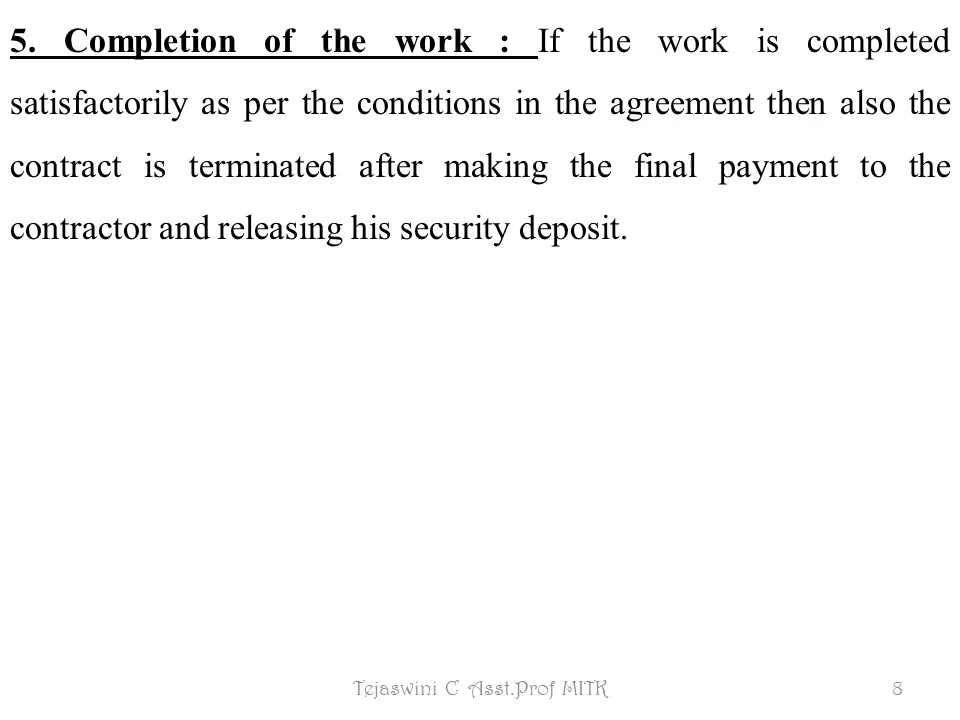 5. Completion of the work : If the work is completed
satisfactorily as per the conditions in the agreement then also the
contract is terminated after making the final payment to the
contractor and releasing his security deposit.
Tejaswini C Asst.Prof MITK 8